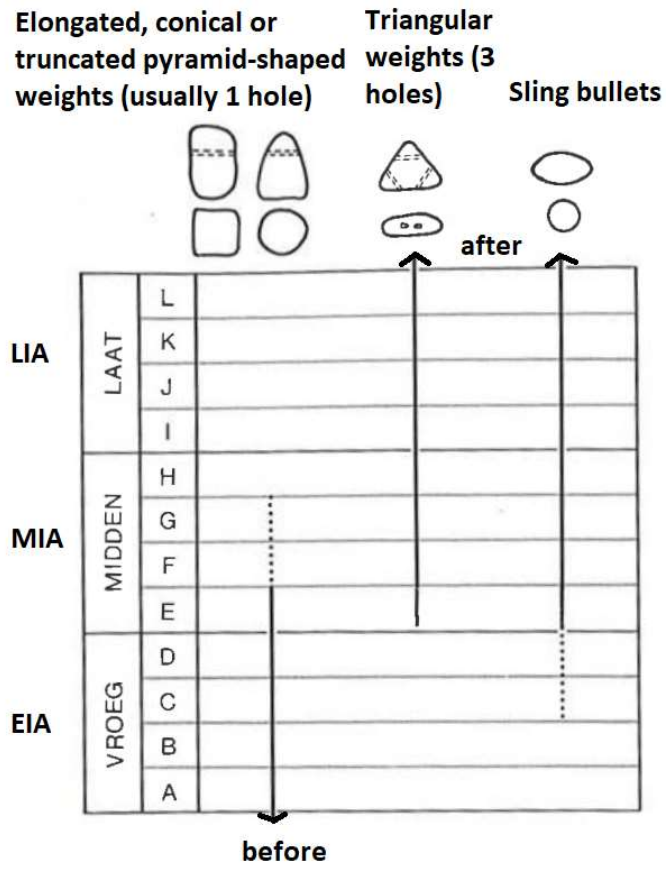 Elongated, conical or
truncated pyramid-shaped
weights (usually 1 hole)
Triangular
weights (3
holes)
Sling bullets
after
LIA
LAAT
L
K
J
I
MIA
MIDDEN
H
G
F
E
EIA
VROEG
D
C
B
A
before